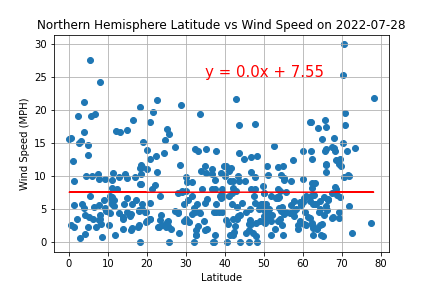 Northern Hemisphere Latitude vs Wind Speed on 2022-07-28
y = 0.0x + 7.55
Wind Speed (MPH)
30
25
20
15
10
5
0
0 10 20 30 40 50 60 70 80
Latitude